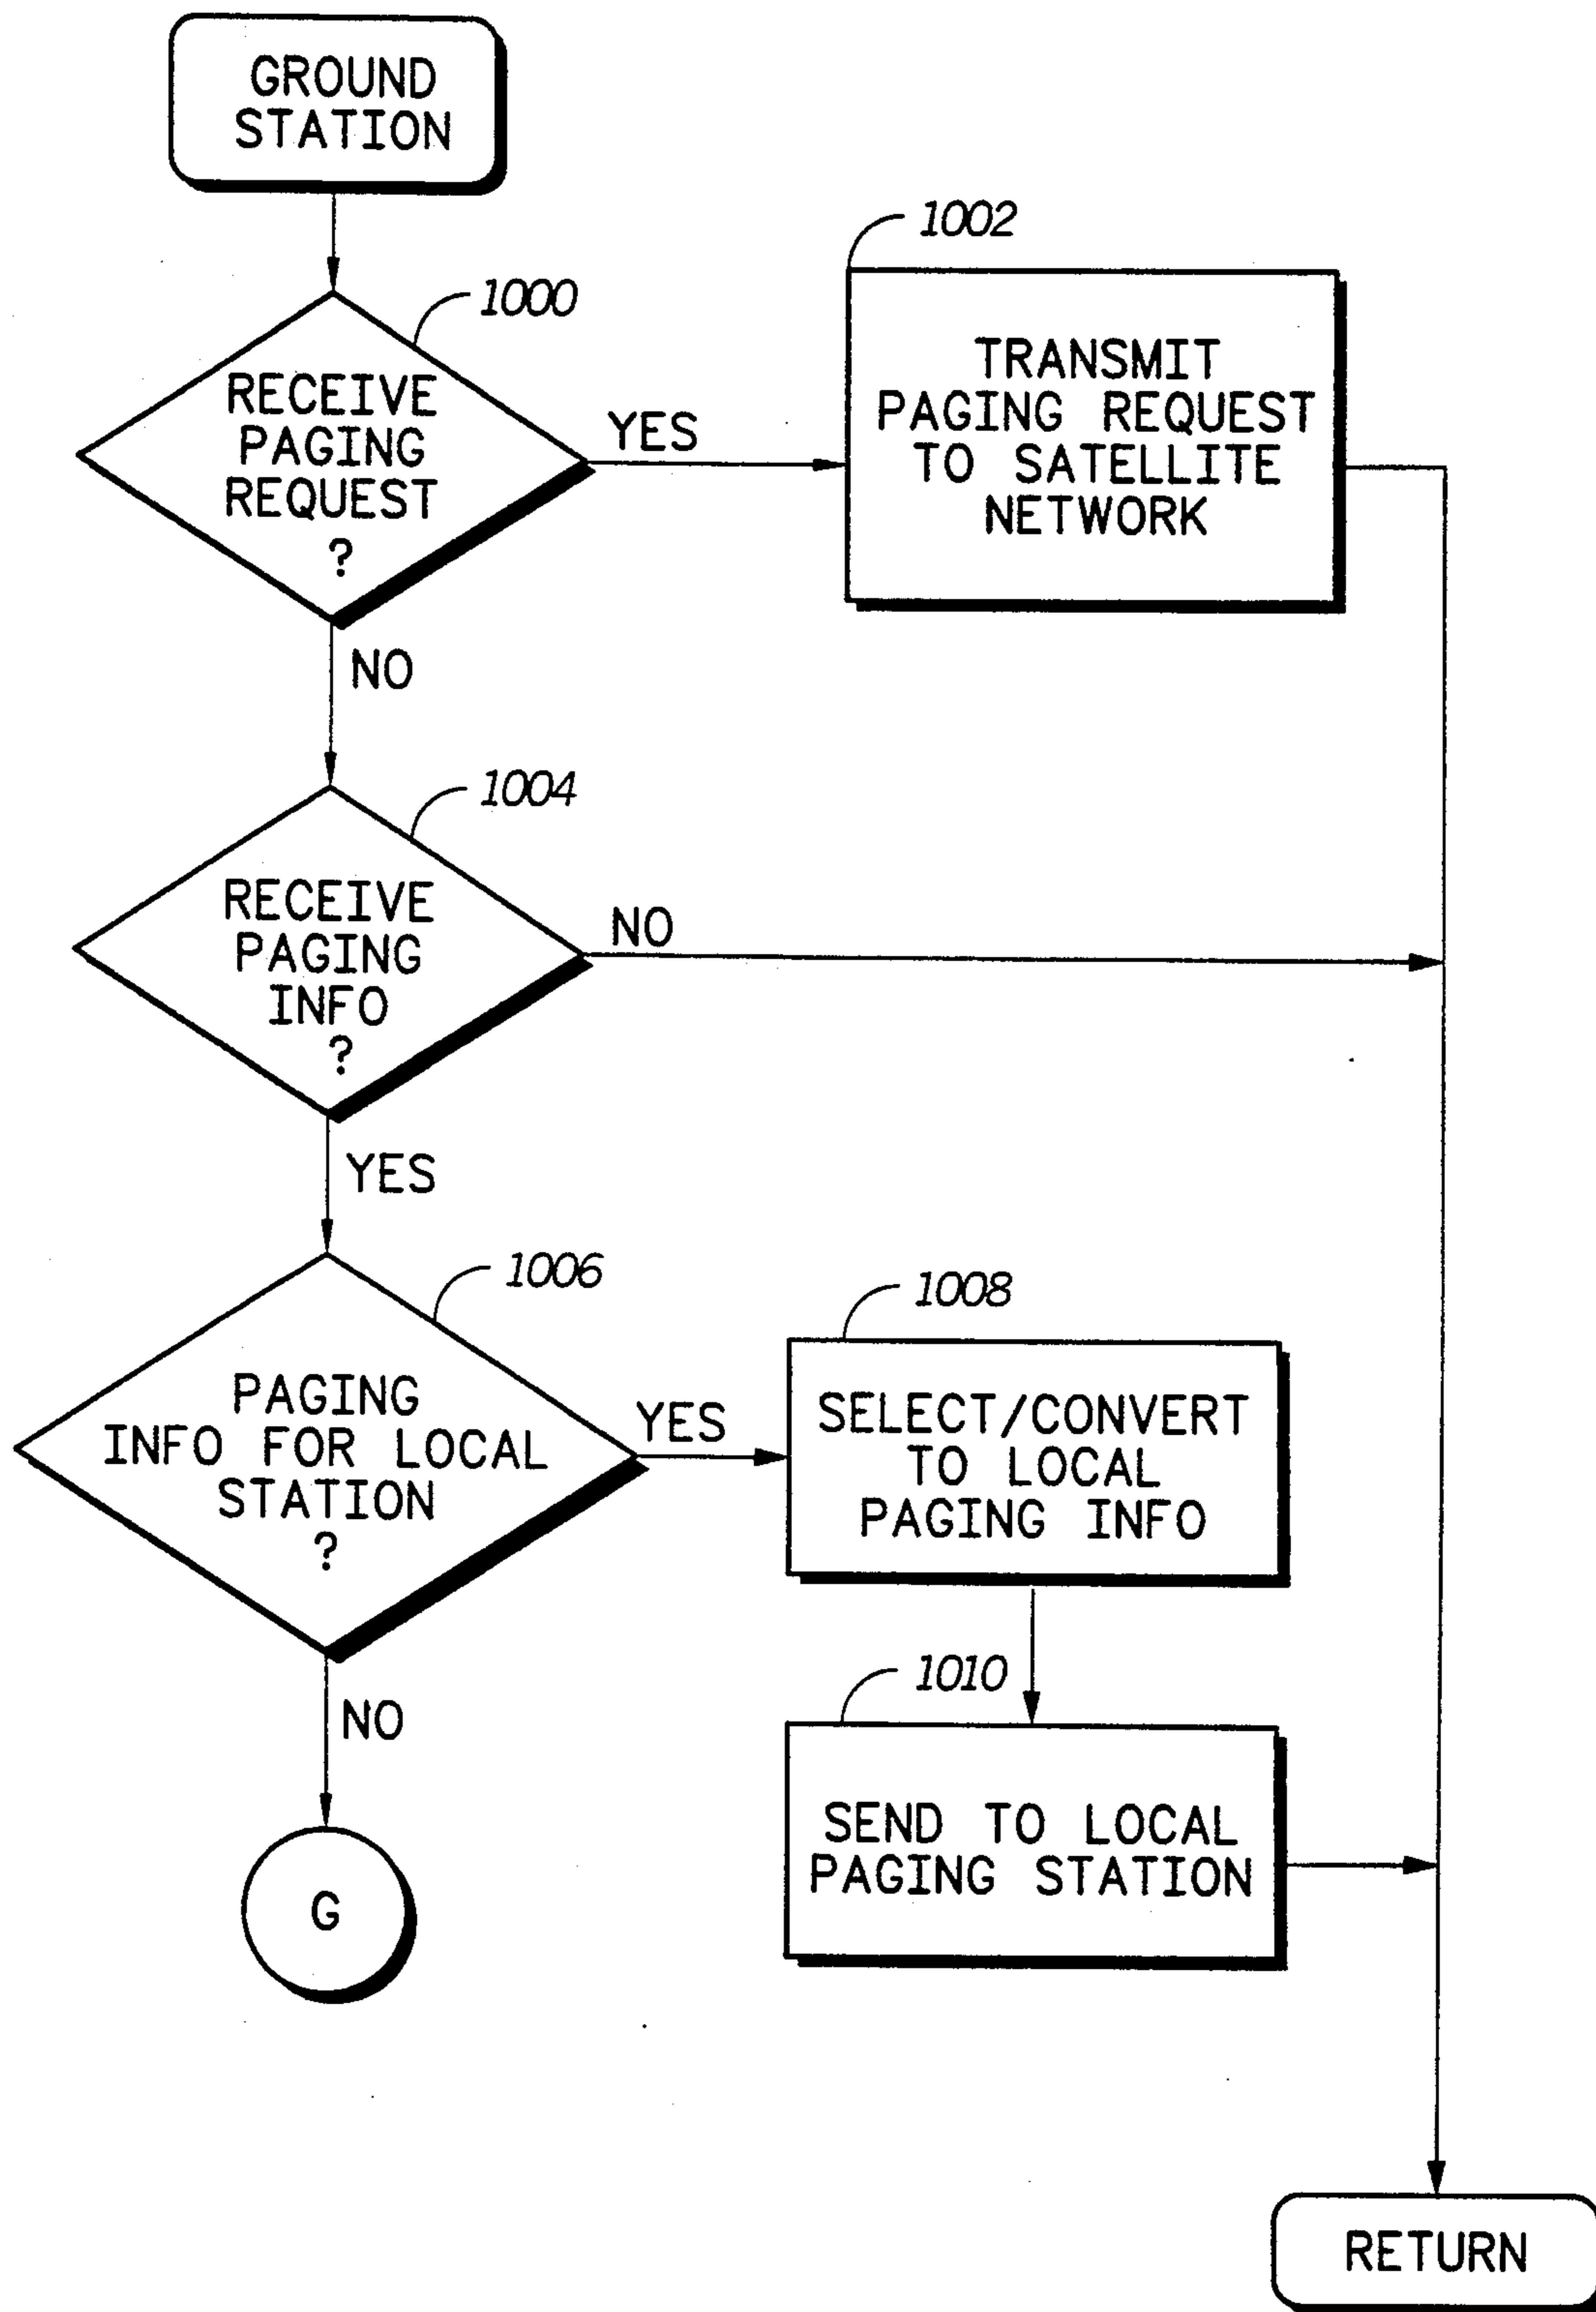 GROUND
STATION
1000
RECEIVE
PAGING
REQUEST
?
YES
1002
TRANSMIT
PAGING REQUEST
TO SATELLITE
NETWORK
NO
1004
RECEIVE
PAGING
INFO
?
NO
YES
1006
PAGING
INFO FOR LOCAL
STATION
?
YES
1008
SELECT/CONVERT
TO LOCAL
PAGING INFO
NO
1010
SEND TO LOCAL
PAGING STATION
G
RETURN